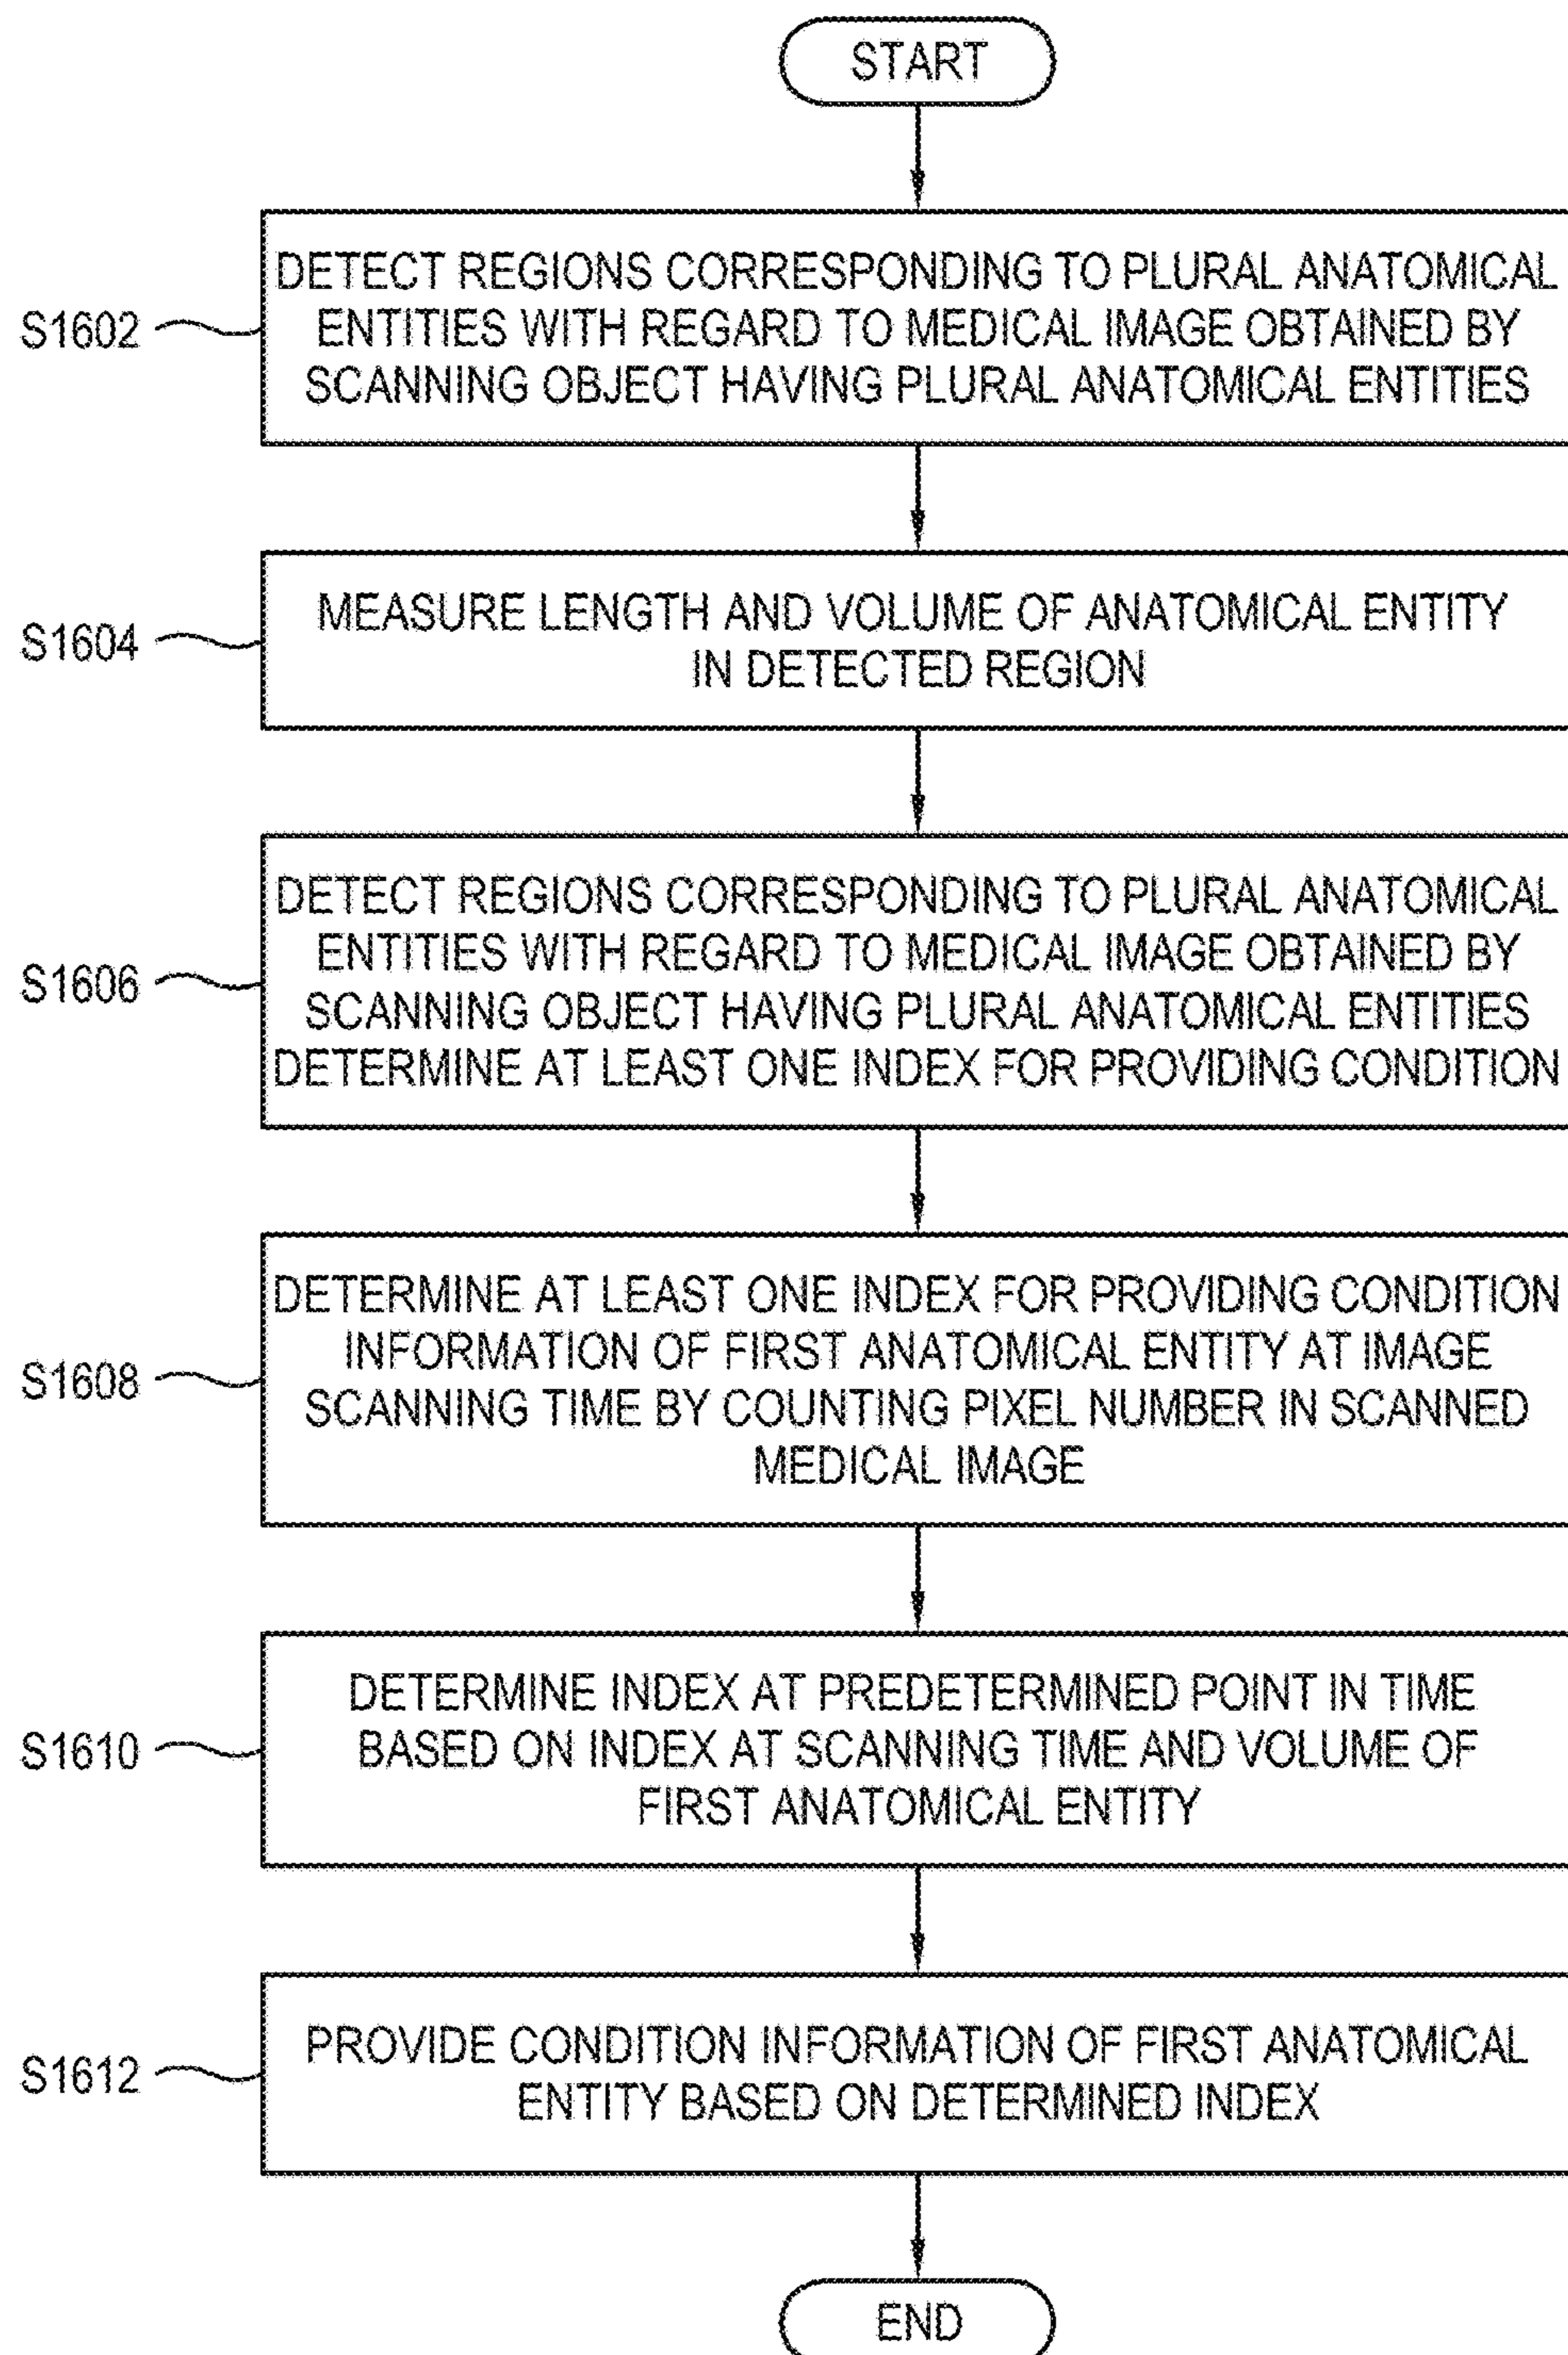 START
DETECT REGIONS CORRESPONDING TO PLURAL ANATOMICAL
ENTITIES WITH REGARD TO MEDICAL IMAGE OBTAINED BY
SCANNING OBJECT HAVING PLURAL ANATOMICAL ENTITIES
S1602
MEASURE LENGTH AND VOLUME OF ANATOMICAL ENTITY
IN DETECTED REGION
S1604
DETECT REGIONS CORRESPONDING TO PLURAL ANATOMICAL
ENTITIES WITH REGARD TO MEDICAL IMAGE OBTAINED BY
SCANNING OBJECT HAVING PLURAL ANATOMICAL ENTITIES
DETERMINE AT LEAST ONE INDEX FOR PROVIDING CONDITION
S1606
DETERMINE AT LEAST ONE INDEX FOR PROVIDING CONDITION
INFORMATION OF FIRST ANATOMICAL ENTITY AT IMAGE
SCANNING TIME BY COUNTING PIXEL NUMBER IN SCANNED
MEDICAL IMAGE
S1608
DETERMINE INDEX AT PREDETERMINED POINT IN TIME
BASED ON INDEX AT SCANNING TIME AND VOLUME OF
FIRST ANATOMICAL ENTITY
S1610
PROVIDE CONDITION INFORMATION OF FIRST ANATOMICAL
ENTITY BASED ON DETERMINED INDEX
S1612
END